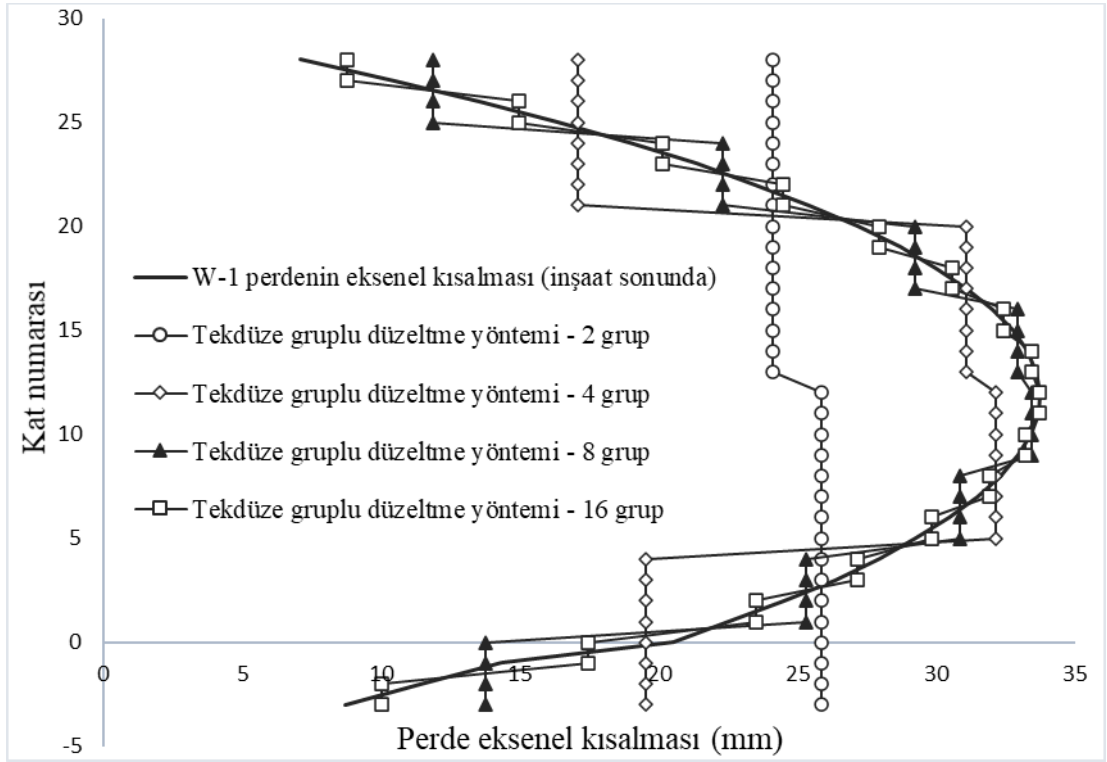 30
25
20
15
10
5
0
-5
Kat numarası
W-1 perdenin eksenel kısalması (inşaat sonunda)
Tekdüze gruplu düzeltme yöntemi - 2 grup
Tekdüze gruplu düzeltme yöntemi - 4 grup
Tekdüze gruplu düzeltme yöntemi - 8 grup
Tekdüze gruplu düzeltme yöntemi - 16 grup
0 10 15 20 25 30 35
Perde eksenel kısalması (mm)